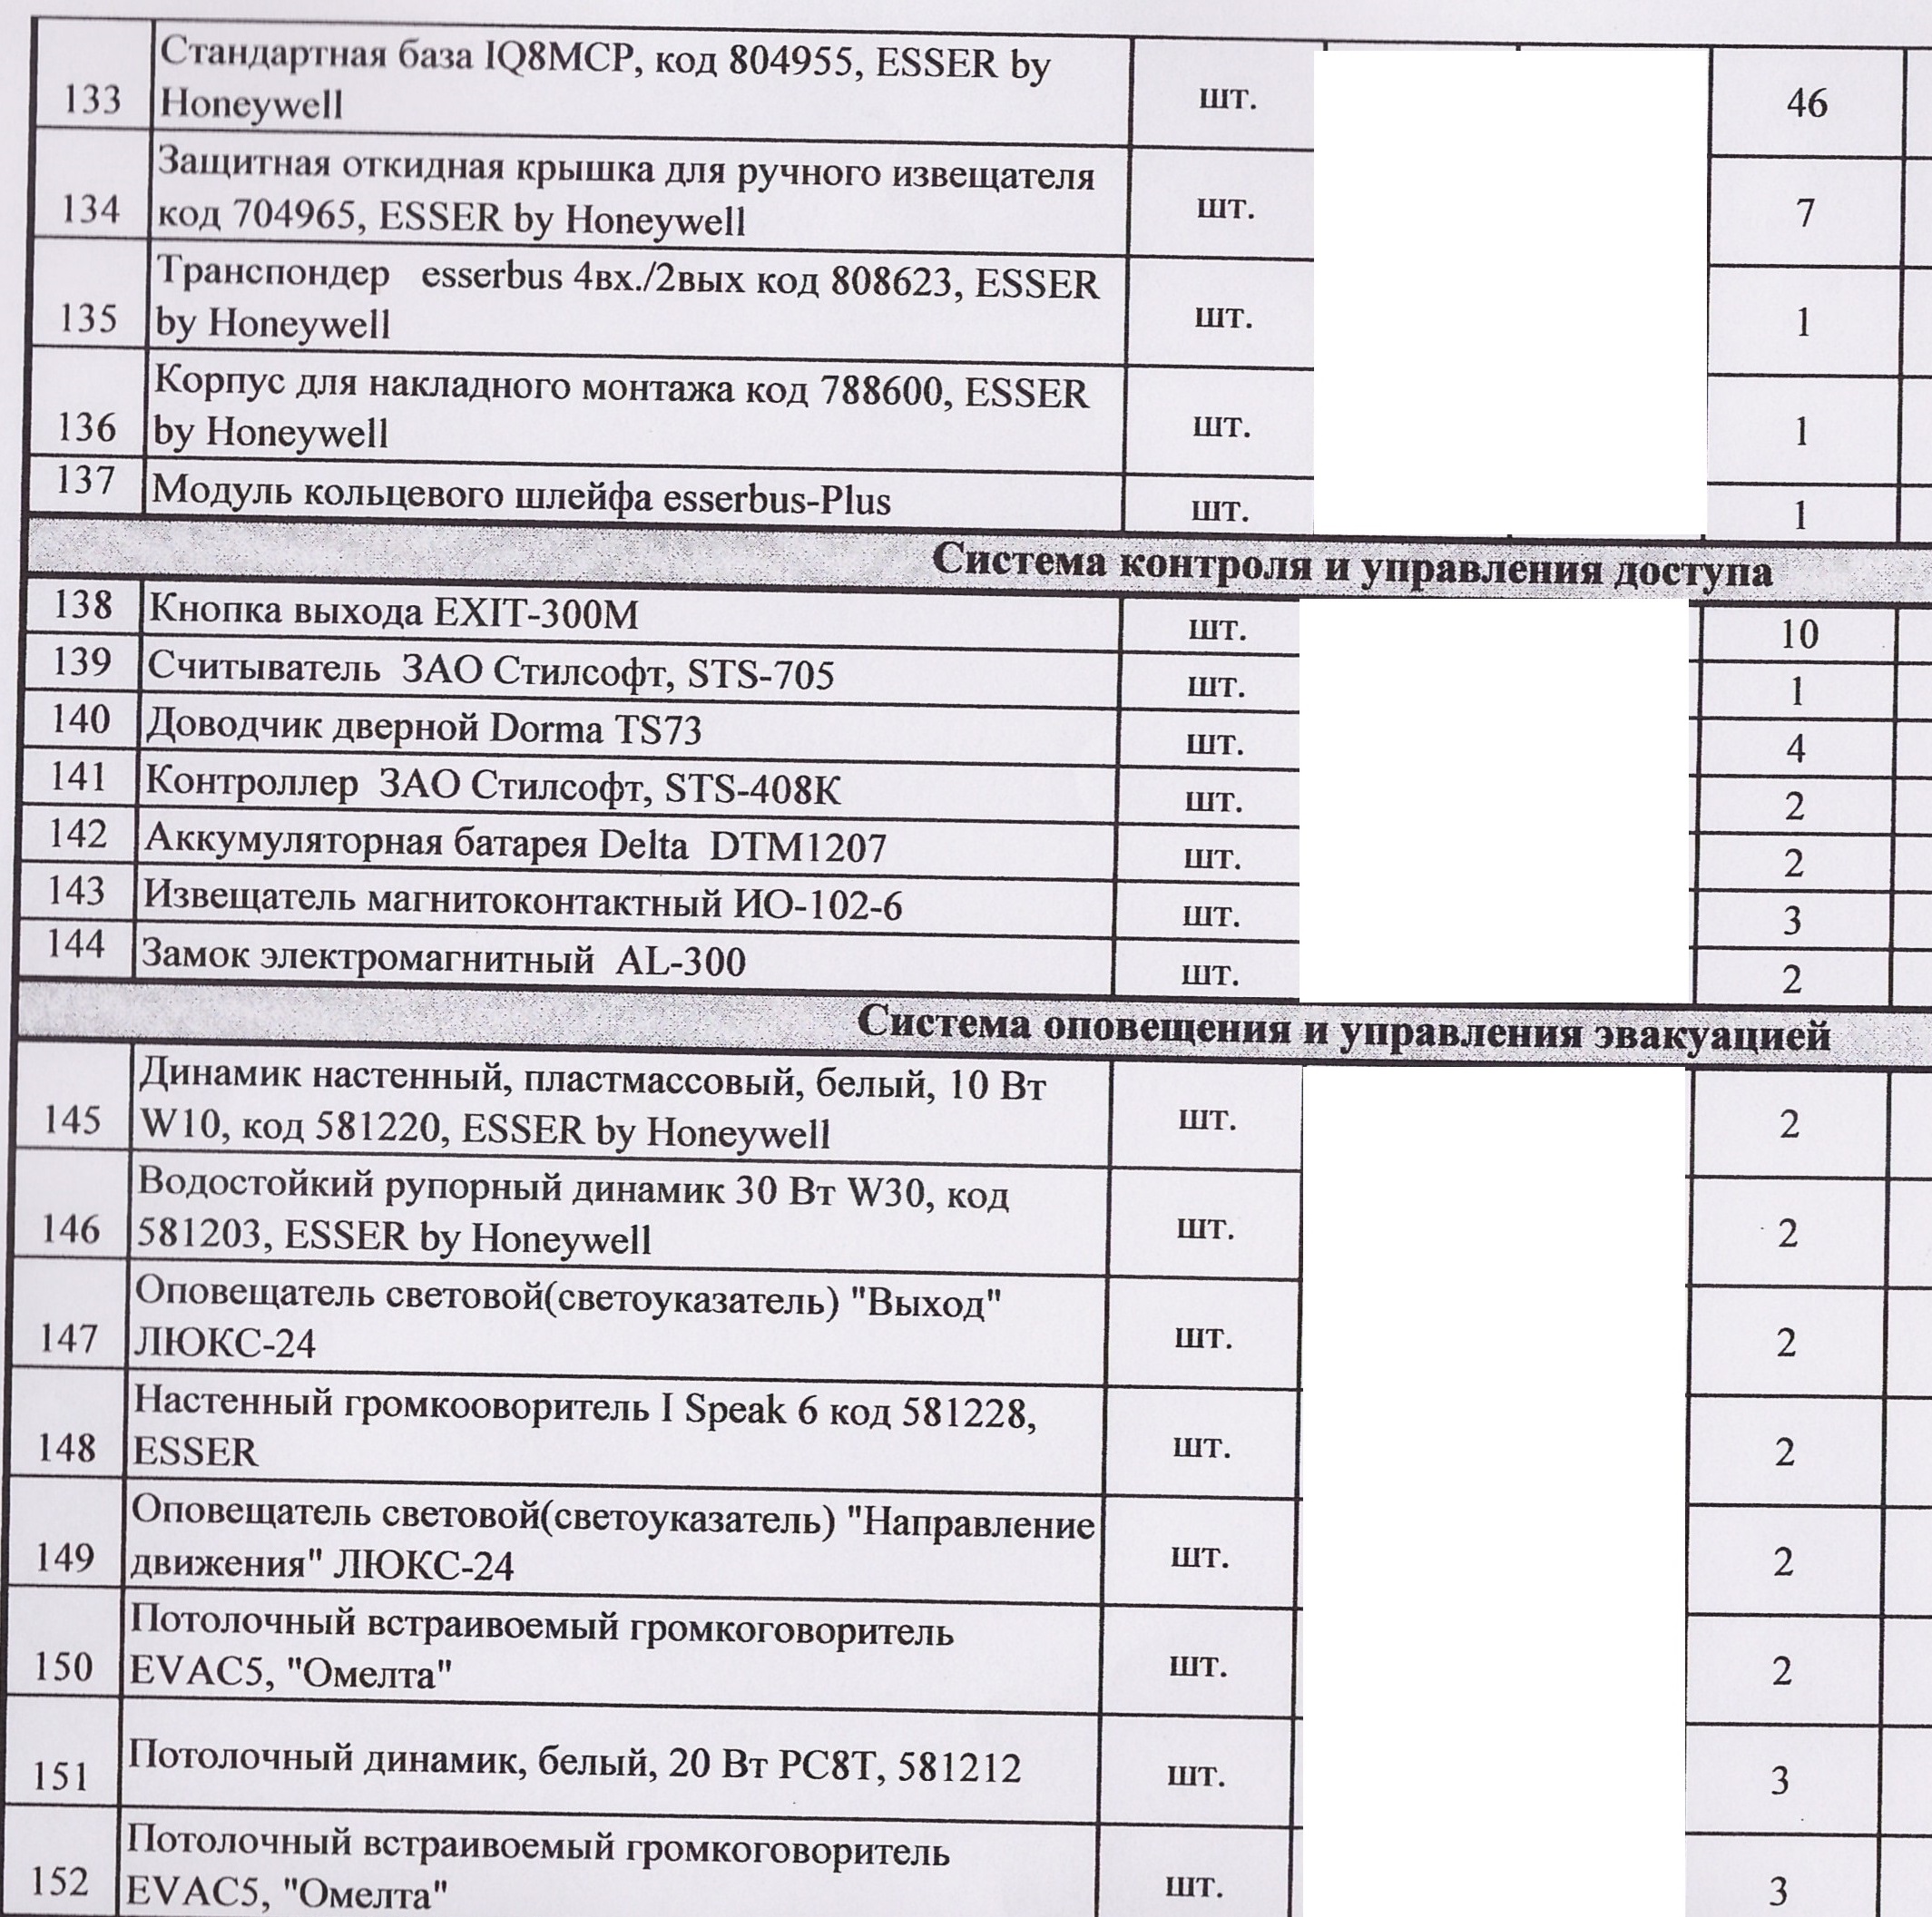 133 Стандартная база IQ8MCP, код 804955, ESSER by
Honeywell шт. 46
134 Защитная откидная крышка для ручного извещателя
код 704965, ESSER by Honeywell шт. 7
135 Транспондер esserbus 4вх./2вых код 808623, ESSER
by Honeywell шт. 1
136 Корпус для накладного монтажа код 788600, ESSER
by Honeywell шт. 1
137 Модуль кольцевого шлейфа esserbus-Plus шт. 1
Система контроля и управления доступа
138 Кнопка выхода EXIT-300М шт. 10
139 Считыватель ЗАО Стилсофт, STS-705 шт. 1
140 Доводчик дверной Dorma TS73 шт. 4
141 Контроллер ЗАО Стилсофт, STS-408К шт. 2
142 Аккумуляторная батарея Delta DTM1207 шт. 2
143 Извещатель магнитоконтактный ИО-102-6 шт. 3
144 Замок электромагнитный AL-300 шт. 2
Система оповещения и управления эвакуацией
145 Динамик настенный, пластмассовый, белый, 10 Вт
W10, код 581220, ESSER by Honeywell шт. 2
146 Водостойкий рупорный динамик 30 Вт W30, код
581203, ESSER by Honeywell шт. 2
147 Оповещатель световой(светоуказатель) "Выход"
ЛЮКС-24 шт. 2
148 Настенный громкооворитель I Speak 6 код 581228,
ESSER шт. 2
149 Оповещатель световой(светоуказатель) "Направление
движения" ЛЮКС-24 шт. 2
150 Потолочный встраивоемый громкоговоритель
EVAC5, "Омелта" шт. 2
151 Потолочный динамик, белый, 20 Вт PC8T, 581212 шт. 3
152 Потолочный встраивоемый громкоговоритель
EVAC5, "Омелта" шт. 3